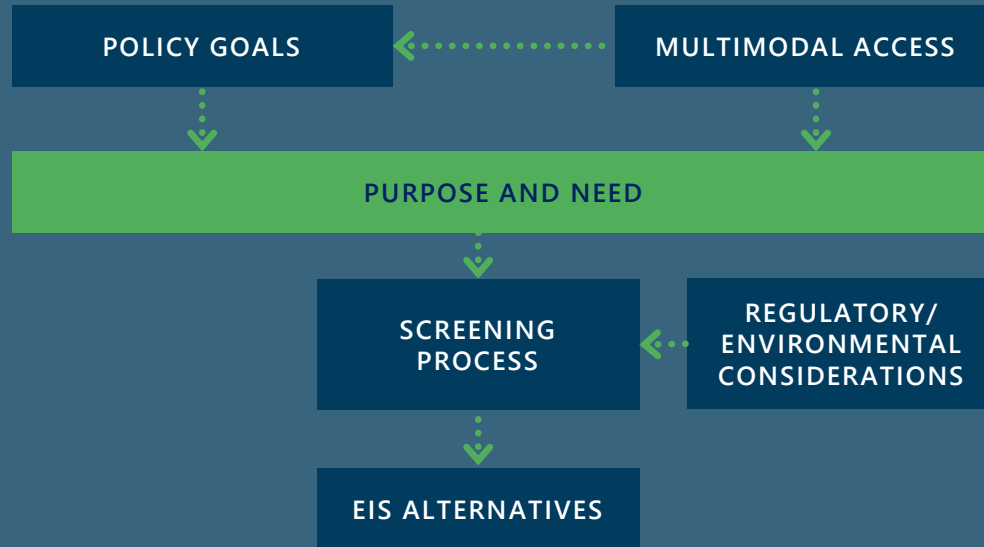 POLICY GOALS
MULTIMODAL ACCESS
PURPOSE AND NEED
SCREENING
PROCESS
REGULATORY/
ENVIRONMENTAL
CONSIDERATIONS
EIS ALTERNATIVES